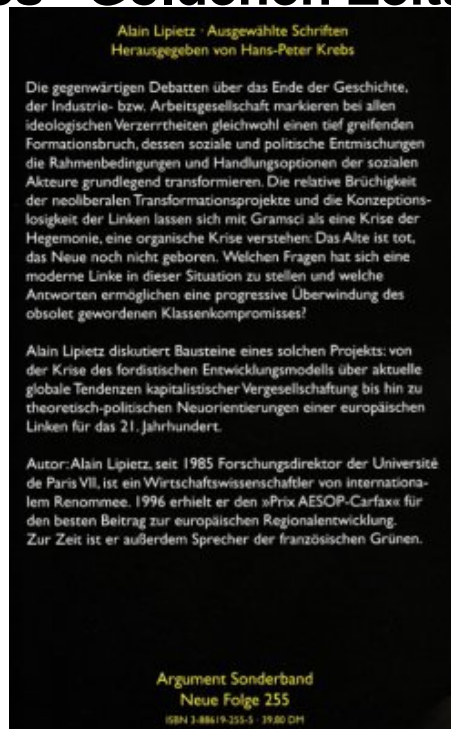 Goldenen
Alain Lipietz · Ausgewählte Schriften
Herausgegeben von Hans-Peter Krebs
Die gegenwärtigen Debatten über das Ende der Geschichte,
der Industrie- bzw. Arbeitsgesellschaft markieren bei allen
ideologischen Verzerrtheiten gleichwohl einen tief greifenden
Formationsbruch, dessen soziale und politische Entmischungen
die Rahmenbedingungen und Handlungsoptionen der sozialen
Akteure grundlegend transformieren. Die relative Brüchigkeit
der neoliberalen Transformationsprojekte und die Konzeptions-
losigkeit der Linken lassen sich mit Gramsci als eine Krise der
Hegemonie, eine organische Krise verstehen: Das Alte ist tot,
das Neue noch nicht geboren. Welchen Fragen hat sich eine
moderne Linke in dieser Situation zu stellen und welche
Antworten ermöglichen eine progressive Überwindung des
obsolet gewordenen Klassenkompromisses?
Alain Lipietz diskutiert Bausteine eines solchen Projekts: von
der Krise des fordistischen Entwicklungsmodells über aktuelle
globale Tendenzen kapitalistischer Vergesellschaftung bis hin zu
theoretisch-politischen Neuorientierungen einer europäischen
Linken für das 21. Jahrhundert.
Autor: Alain Lipietz, seit 1985 Forschungsdirektor der Université
de Paris VII, ist ein Wirtschaftswissenschaftler von internationa-
lem Renommee. 1996 erhielt er den »Prix AESOP-Carfax« für
den besten Beitrag zur europäischen Regionalentwicklung.
Zur Zeit ist er außerdem Sprecher der französischen Grünen.
Argument Sonderband
Neue Folge 255
ISBN 3-88619-255-5 · 39,80 DM